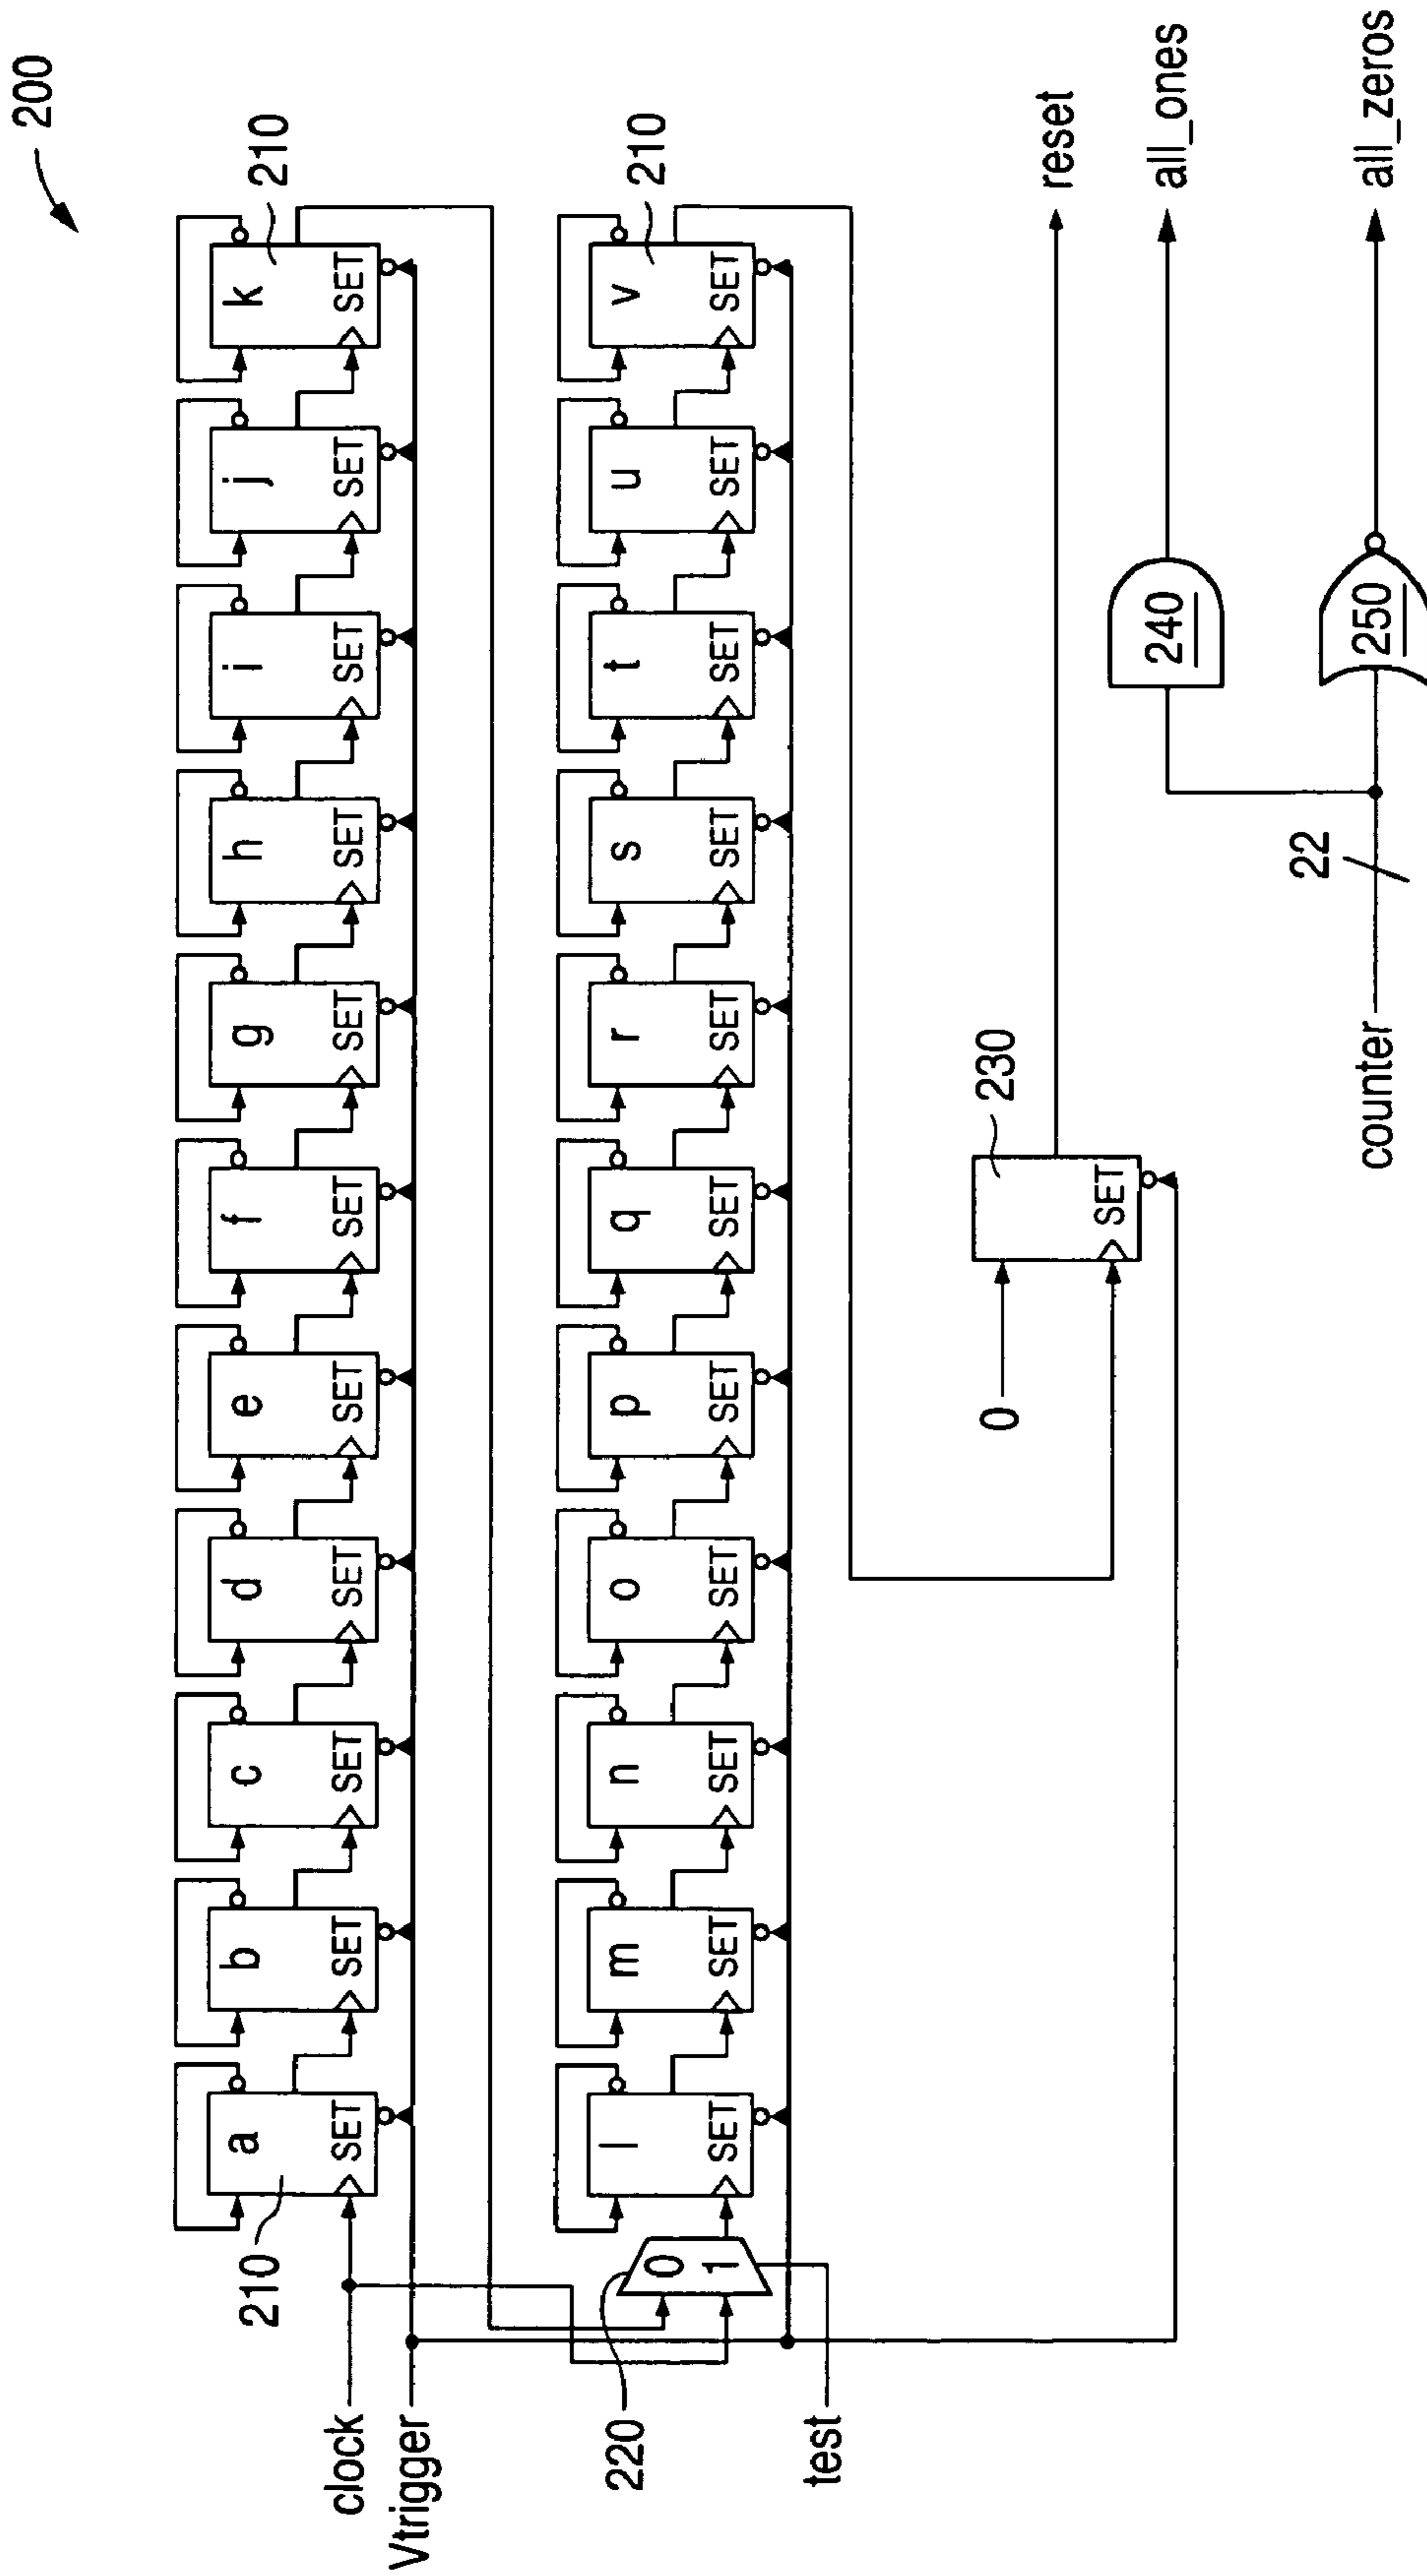 200
210
a
SET
b
SET
c
SET
d
SET
e
SET
f
SET
g
SET
h
SET
i
SET
j
SET
k
SET
210
clock
Vtrigger
220
0
1
test
l
SET
m
SET
n
SET
o
SET
p
SET
q
SET
r
SET
s
SET
t
SET
u
SET
v
SET
210
0
230
SET
reset
counter
22
240
all_ones
250
all_zeros